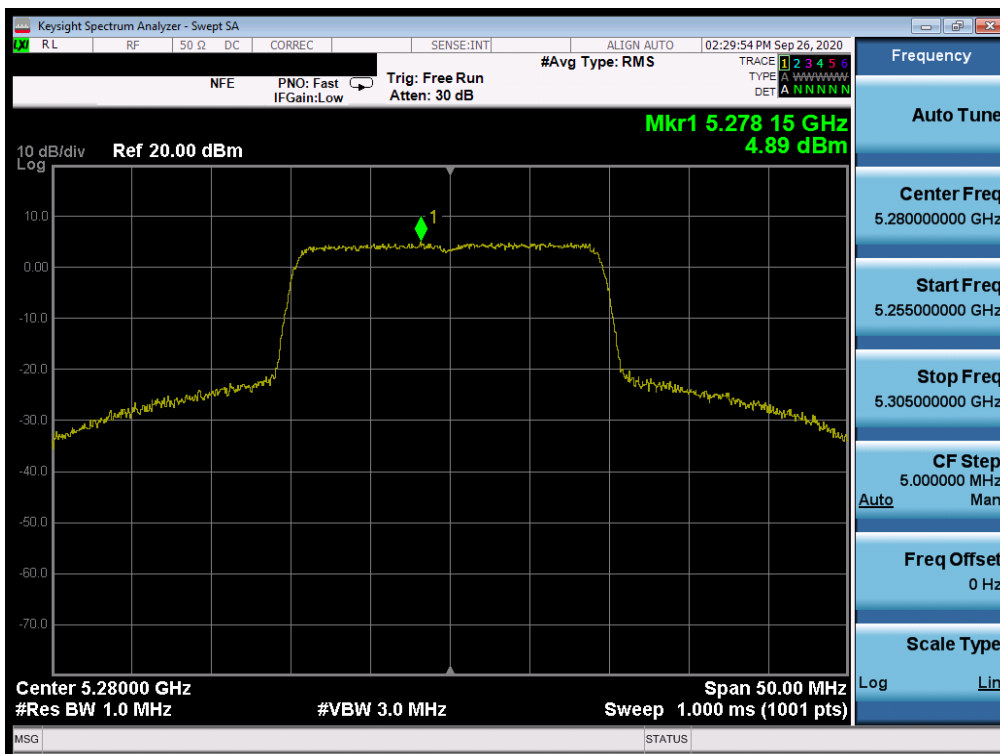 Keysight Spectrum Analyzer - Swept SA
LXI RL RF 50 Ω DC CORREC SENSE:INT ALIGN AUTO 02:29:54 PM Sep 26, 2020
NFE PNO: Fast IFGain:Low Trig: Free Run Atten: 30 dB #Avg Type: RMS
TRACE 1 2 3 4 5 6
TYPE A WWWWW
DET A N N N N N
Mkr1 5.278 15 GHz
4.89 dBm
10 dB/div Ref 20.00 dBm
Log
10.0
1
0.00
-10.0
-20.0
-30.0
-40.0
-50.0
-60.0
-70.0
Center 5.28000 GHz Span 50.00 MHz
#Res BW 1.0 MHz #VBW 3.0 MHz Sweep 1.000 ms (1001 pts)
MSG STATUS
Frequency
Auto Tune
Center Freq
5.280000000 GHz
Start Freq
5.255000000 GHz
Stop Freq
5.305000000 GHz
CF Step
5.000000 MHz
Auto Man
Freq Offset
0 Hz
Scale Type
Log Lin